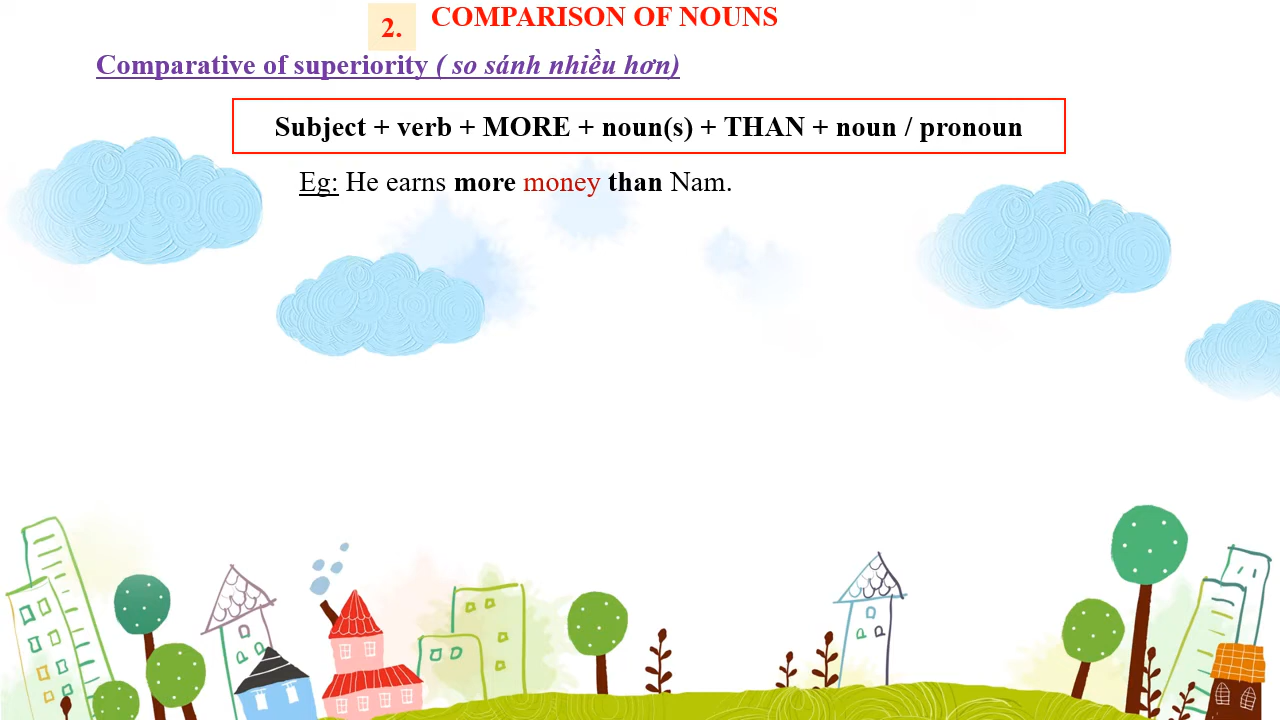 2. COMPARISON OF NOUNS
Comparative of superiority ( so sánh nhiều hơn)
Subject + verb + MORE + noun(s) + THAN + noun / pronoun
Eg: He earns more money than Nam.